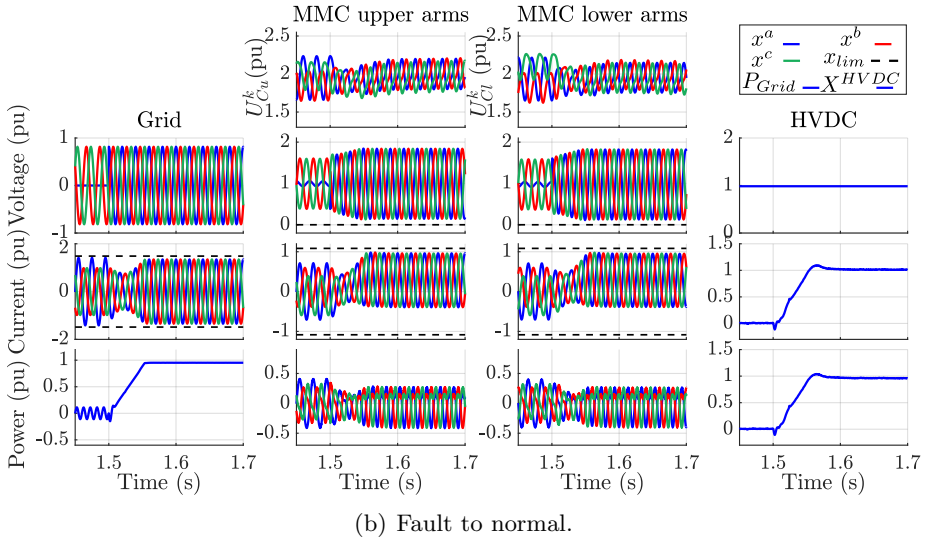 MMC upper arms
MMC lower arms
x^a
x^b
x^c
x_lim
P_Grid
X^HVDC
U^k_Cu (pu)
2.5
2
1.5
U^k_Cl (pu)
2.5
2
1.5
Grid
HVDC
Voltage (pu)
1
0
-1
2
1
0
2
1
0
2
1
0
Current (pu)
2
0
-2
1
0
-1
1
0
-1
1.5
1
0.5
0
Power (pu)
1
0.5
0
-0.5
0.5
0
-0.5
0.5
0
-0.5
1
0.5
0
1.5 1.6 1.7
1.5 1.6 1.7
1.5 1.6 1.7
1.5 1.6 1.7
Time (s)
Time (s)
Time (s)
Time (s)
(b) Fault to normal.